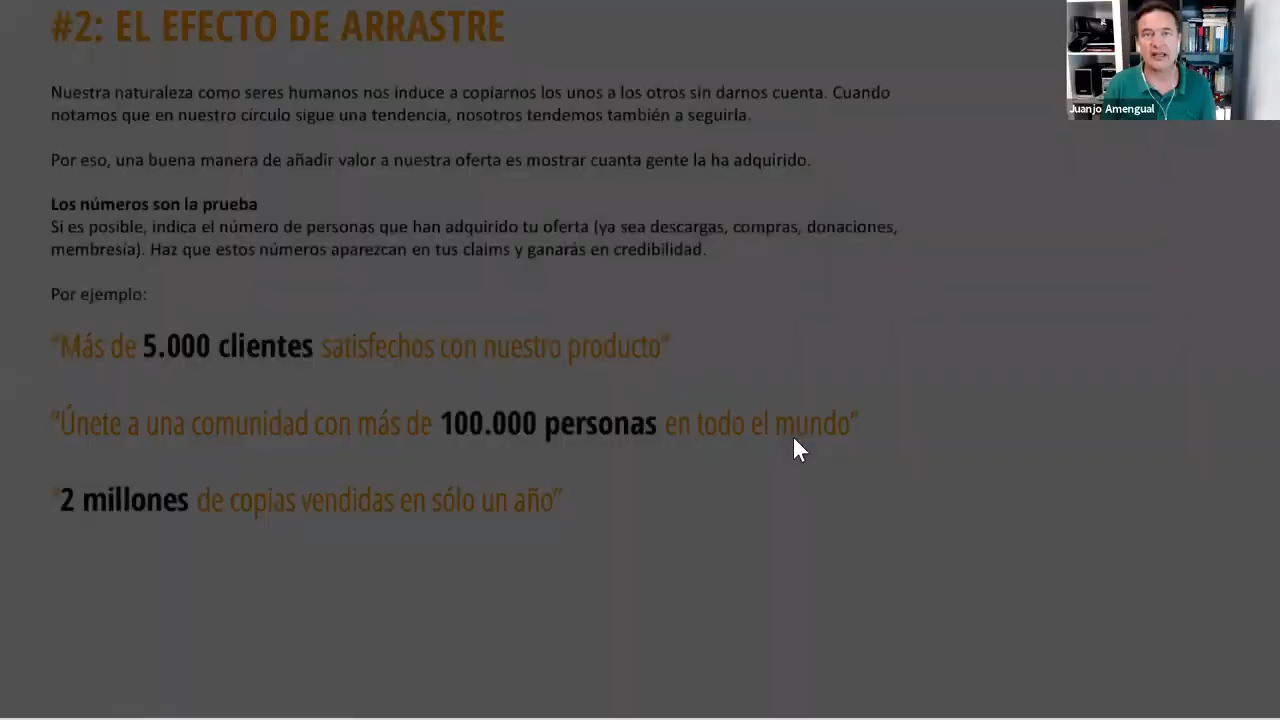 #2: EL EFECTO DE ARRASTRE
Juanjo Amengual
Nuestra naturaleza como seres humanos nos induce a copiarnos los unos a los otros sin darnos cuenta. Cuando
notamos que en nuestro círculo sigue una tendencia, nosotros tendemos también a seguirla.
Por eso, una buena manera de añadir valor a nuestra oferta es mostrar cuanta gente la ha adquirido.
Los números son la prueba
Si es posible, indica el número de personas que han adquirido tu oferta (ya sea descargas, compras, donaciones,
membresía). Haz que estos números aparezcan en tus claims y ganarás en credibilidad.
Por ejemplo:
"Más de 5.000 clientes satisfechos con nuestro producto"
"Únete a una comunidad con más de 100.000 personas en todo el mundo"
"2 millones de copias vendidas en sólo un año"